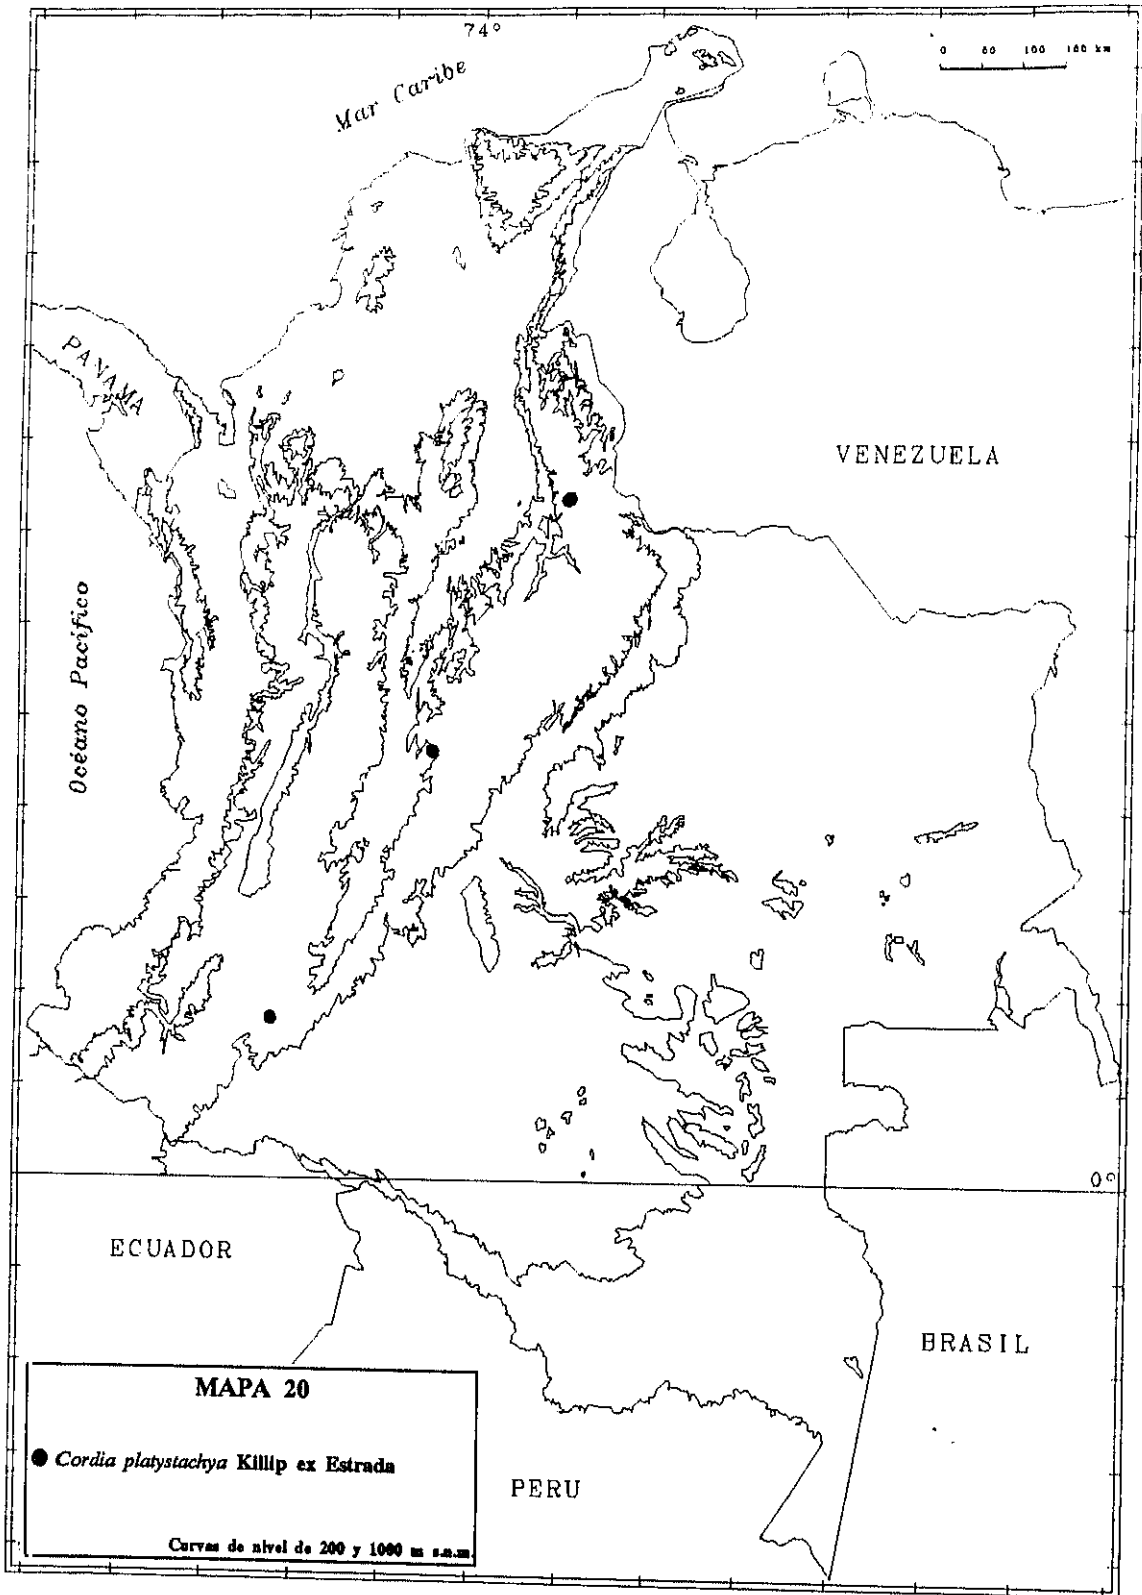 74°
0 50 100 150 km
Mar Caribe
PANAMA
VENEZUELA
Océano Pacífico
0°
ECUADOR
BRASIL
MAPA 20
Cordia platystachya Killip ex Estrada
PERU
Curvas de nivel de 200 y 1000 m s.n.m.